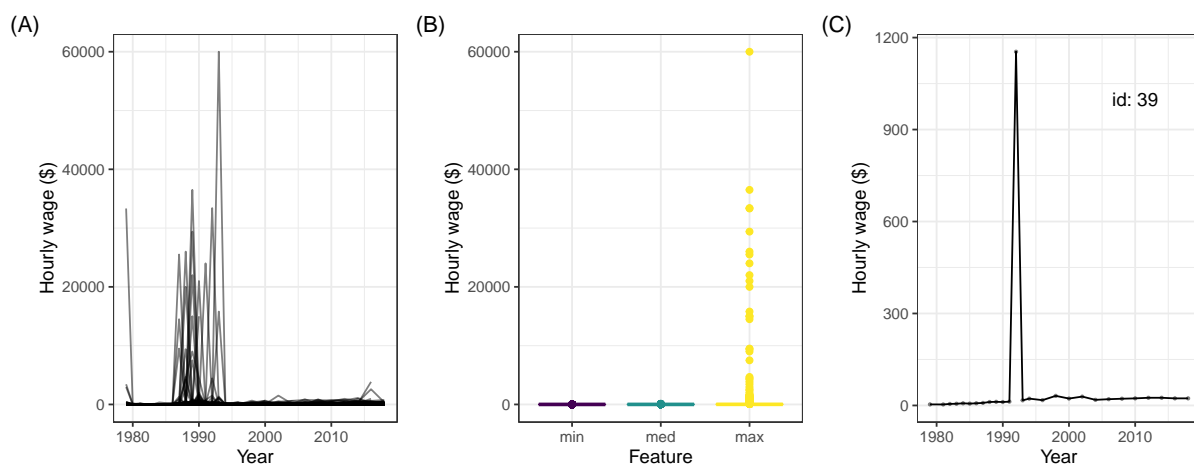 (A)
Hourly wage ($)
60000
40000
20000
0
1980 1990 2000 2010
Year
(B)
Hourly wage ($)
60000
40000
20000
0
min med max
Feature
(C)
Hourly wage ($)
1200
900
600
300
0
id: 39
1980 1990 2000 2010
Year